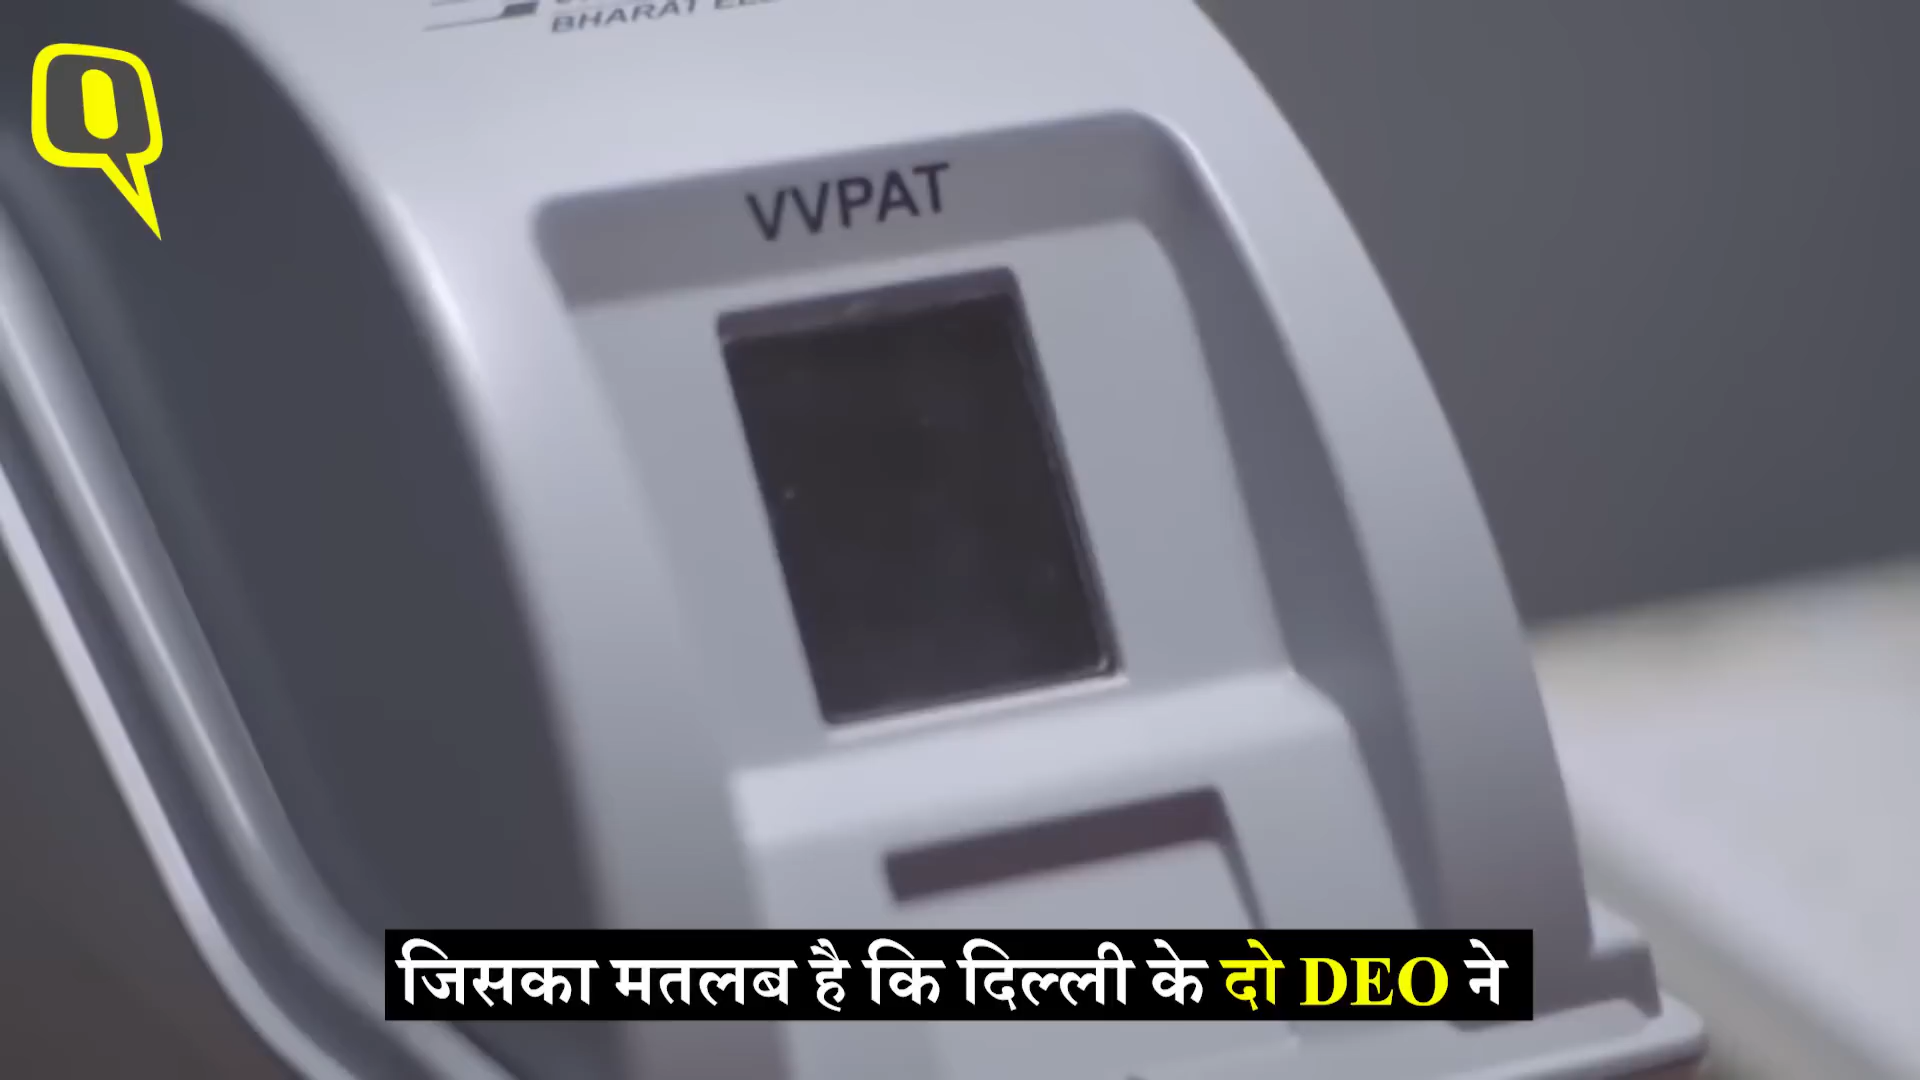 BHARAT
VVPAT
जिसका मतलब है कि दिल्ली के दो DEO ने